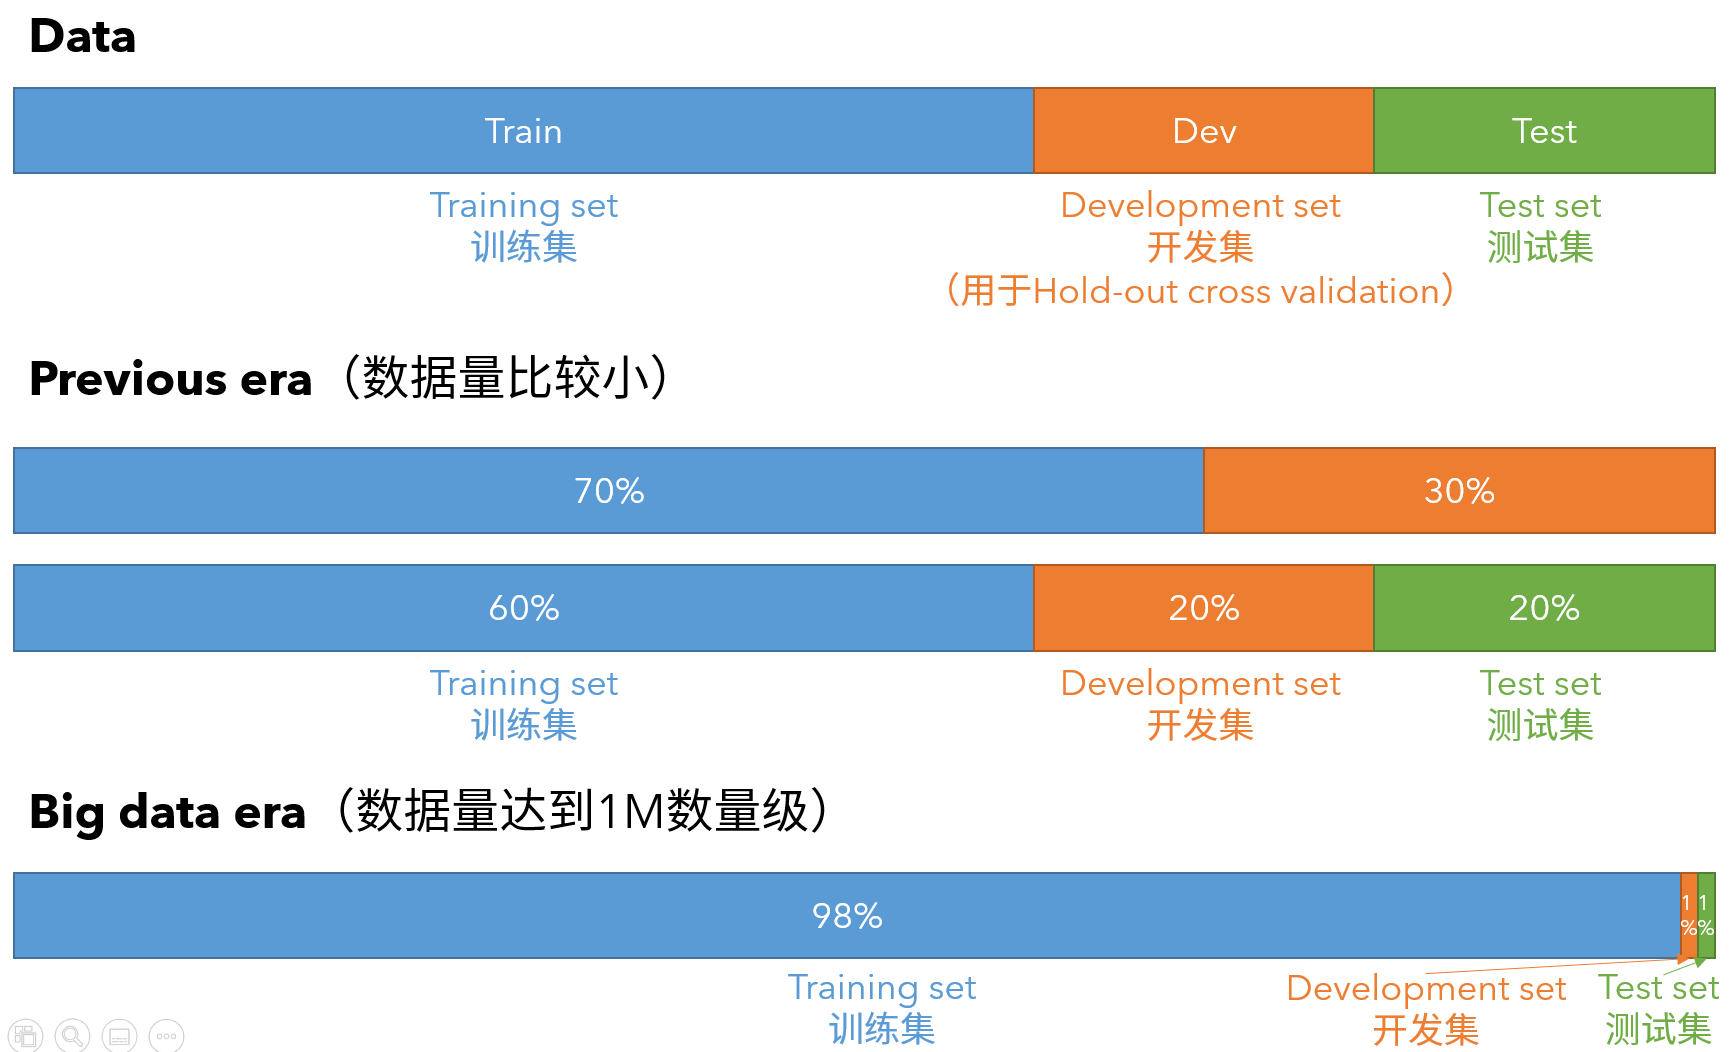 Data
Train Dev Test
Training set Development set Test set
训练集 开发集 测试集
（用于Hold-out cross validation）
Previous era（数据量比较小）
70% 30%
60% 20% 20%
Training set Development set Test set
训练集 开发集 测试集
Big data era（数据量达到1M数量级）
98% 1% 1%
Training set Development set Test set
训练集 开发集 测试集